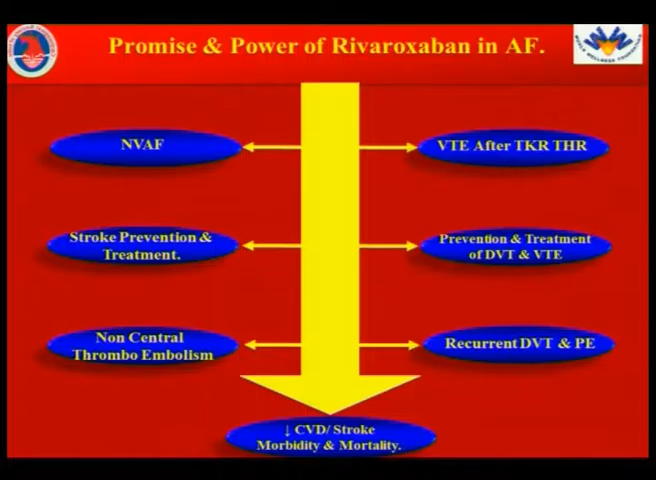 Promise & Power of Rivaroxaban in AF.
NVAF
VTE After TKR THR
Stroke Prevention &
Treatment.
Prevention & Treatment
of DVT & VTE
Non Central
Thrombo Embolism
Recurrent DVT & PE
↓ CVD/ Stroke
Morbidity & Mortality.